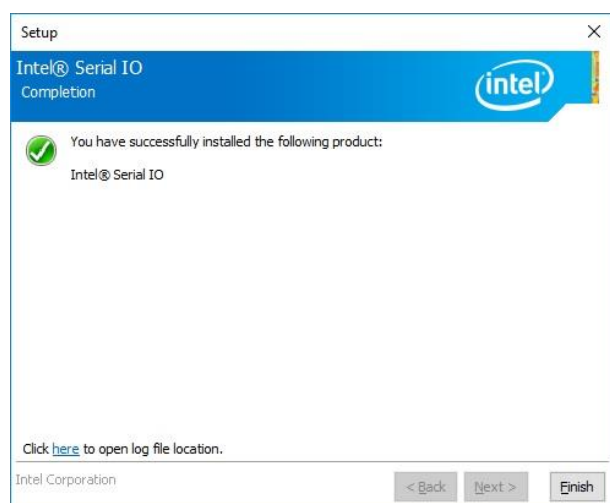 Setup
Intel® Serial IO
Completion
intel
You have successfully installed the following product:
Intel® Serial IO
Click here to open log file location.
Intel Corporation
< Back Next > Finish